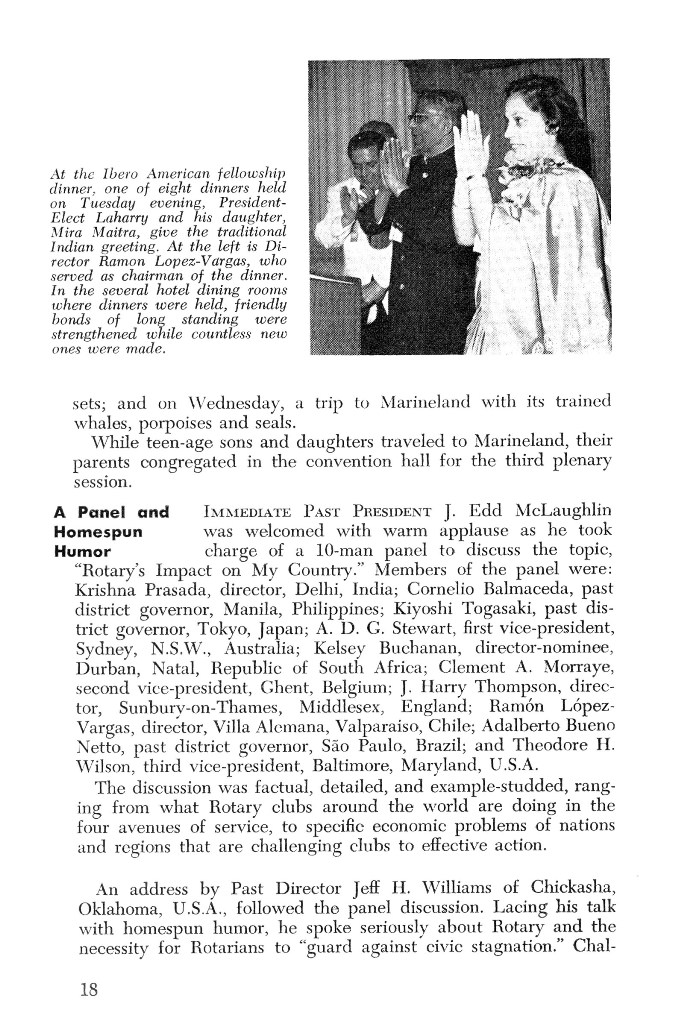 At the Ibero American fellowship
dinner, one of eight dinners held
on Tuesday evening, President-
Elect Laharry and his daughter,
Mira Maitra, give the traditional
Indian greeting. At the left is Di-
rector Ramon Lopez-Vargas, who
served as chairman of the dinner.
In the several hotel dining rooms
where dinners were held, friendly
bonds of long standing were
strengthened while countless new
ones were made.
sets; and on Wednesday, a trip to Marineland with its trained
whales, porpoises and seals.
While teen-age sons and daughters traveled to Marineland, their
parents congregated in the convention hall for the third plenary
session.
A Panel and
Homespun
Humor
IMMEDIATE PAST PRESIDENT J. Edd McLaughlin
was welcomed with warm applause as he took
charge of a 10-man panel to discuss the topic,
“Rotary’s Impact on My Country.” Members of the panel were:
Krishna Prasada, director, Delhi, India; Cornelio Balmaceda, past
district governor, Manila, Philippines; Kiyoshi Togasaki, past dis-
trict governor, Tokyo, Japan; A. D. G. Stewart, first vice-president,
Sydney, N.S.W., Australia; Kelsey Buchanan, director-nominee,
Durban, Natal, Republic of South Africa; Clement A. Morraye,
second vice-president, Ghent, Belgium; J. Harry Thompson, direc-
tor, Sunbury-on-Thames, Middlesex, England; Ramón López-
Vargas, director, Villa Alemana, Valparaiso, Chile; Adalberto Bueno
Netto, past district governor, São Paulo, Brazil; and Theodore H.
Wilson, third vice-president, Baltimore, Maryland, U.S.A.
The discussion was factual, detailed, and example-studded, rang-
ing from what Rotary clubs around the world are doing in the
four avenues of service, to specific economic problems of nations
and regions that are challenging clubs to effective action.
An address by Past Director Jeff H. Williams of Chickasha,
Oklahoma, U.S.A., followed the panel discussion. Lacing his talk
with homespun humor, he spoke seriously about Rotary and the
necessity for Rotarians to “guard against civic stagnation.” Chal-
18